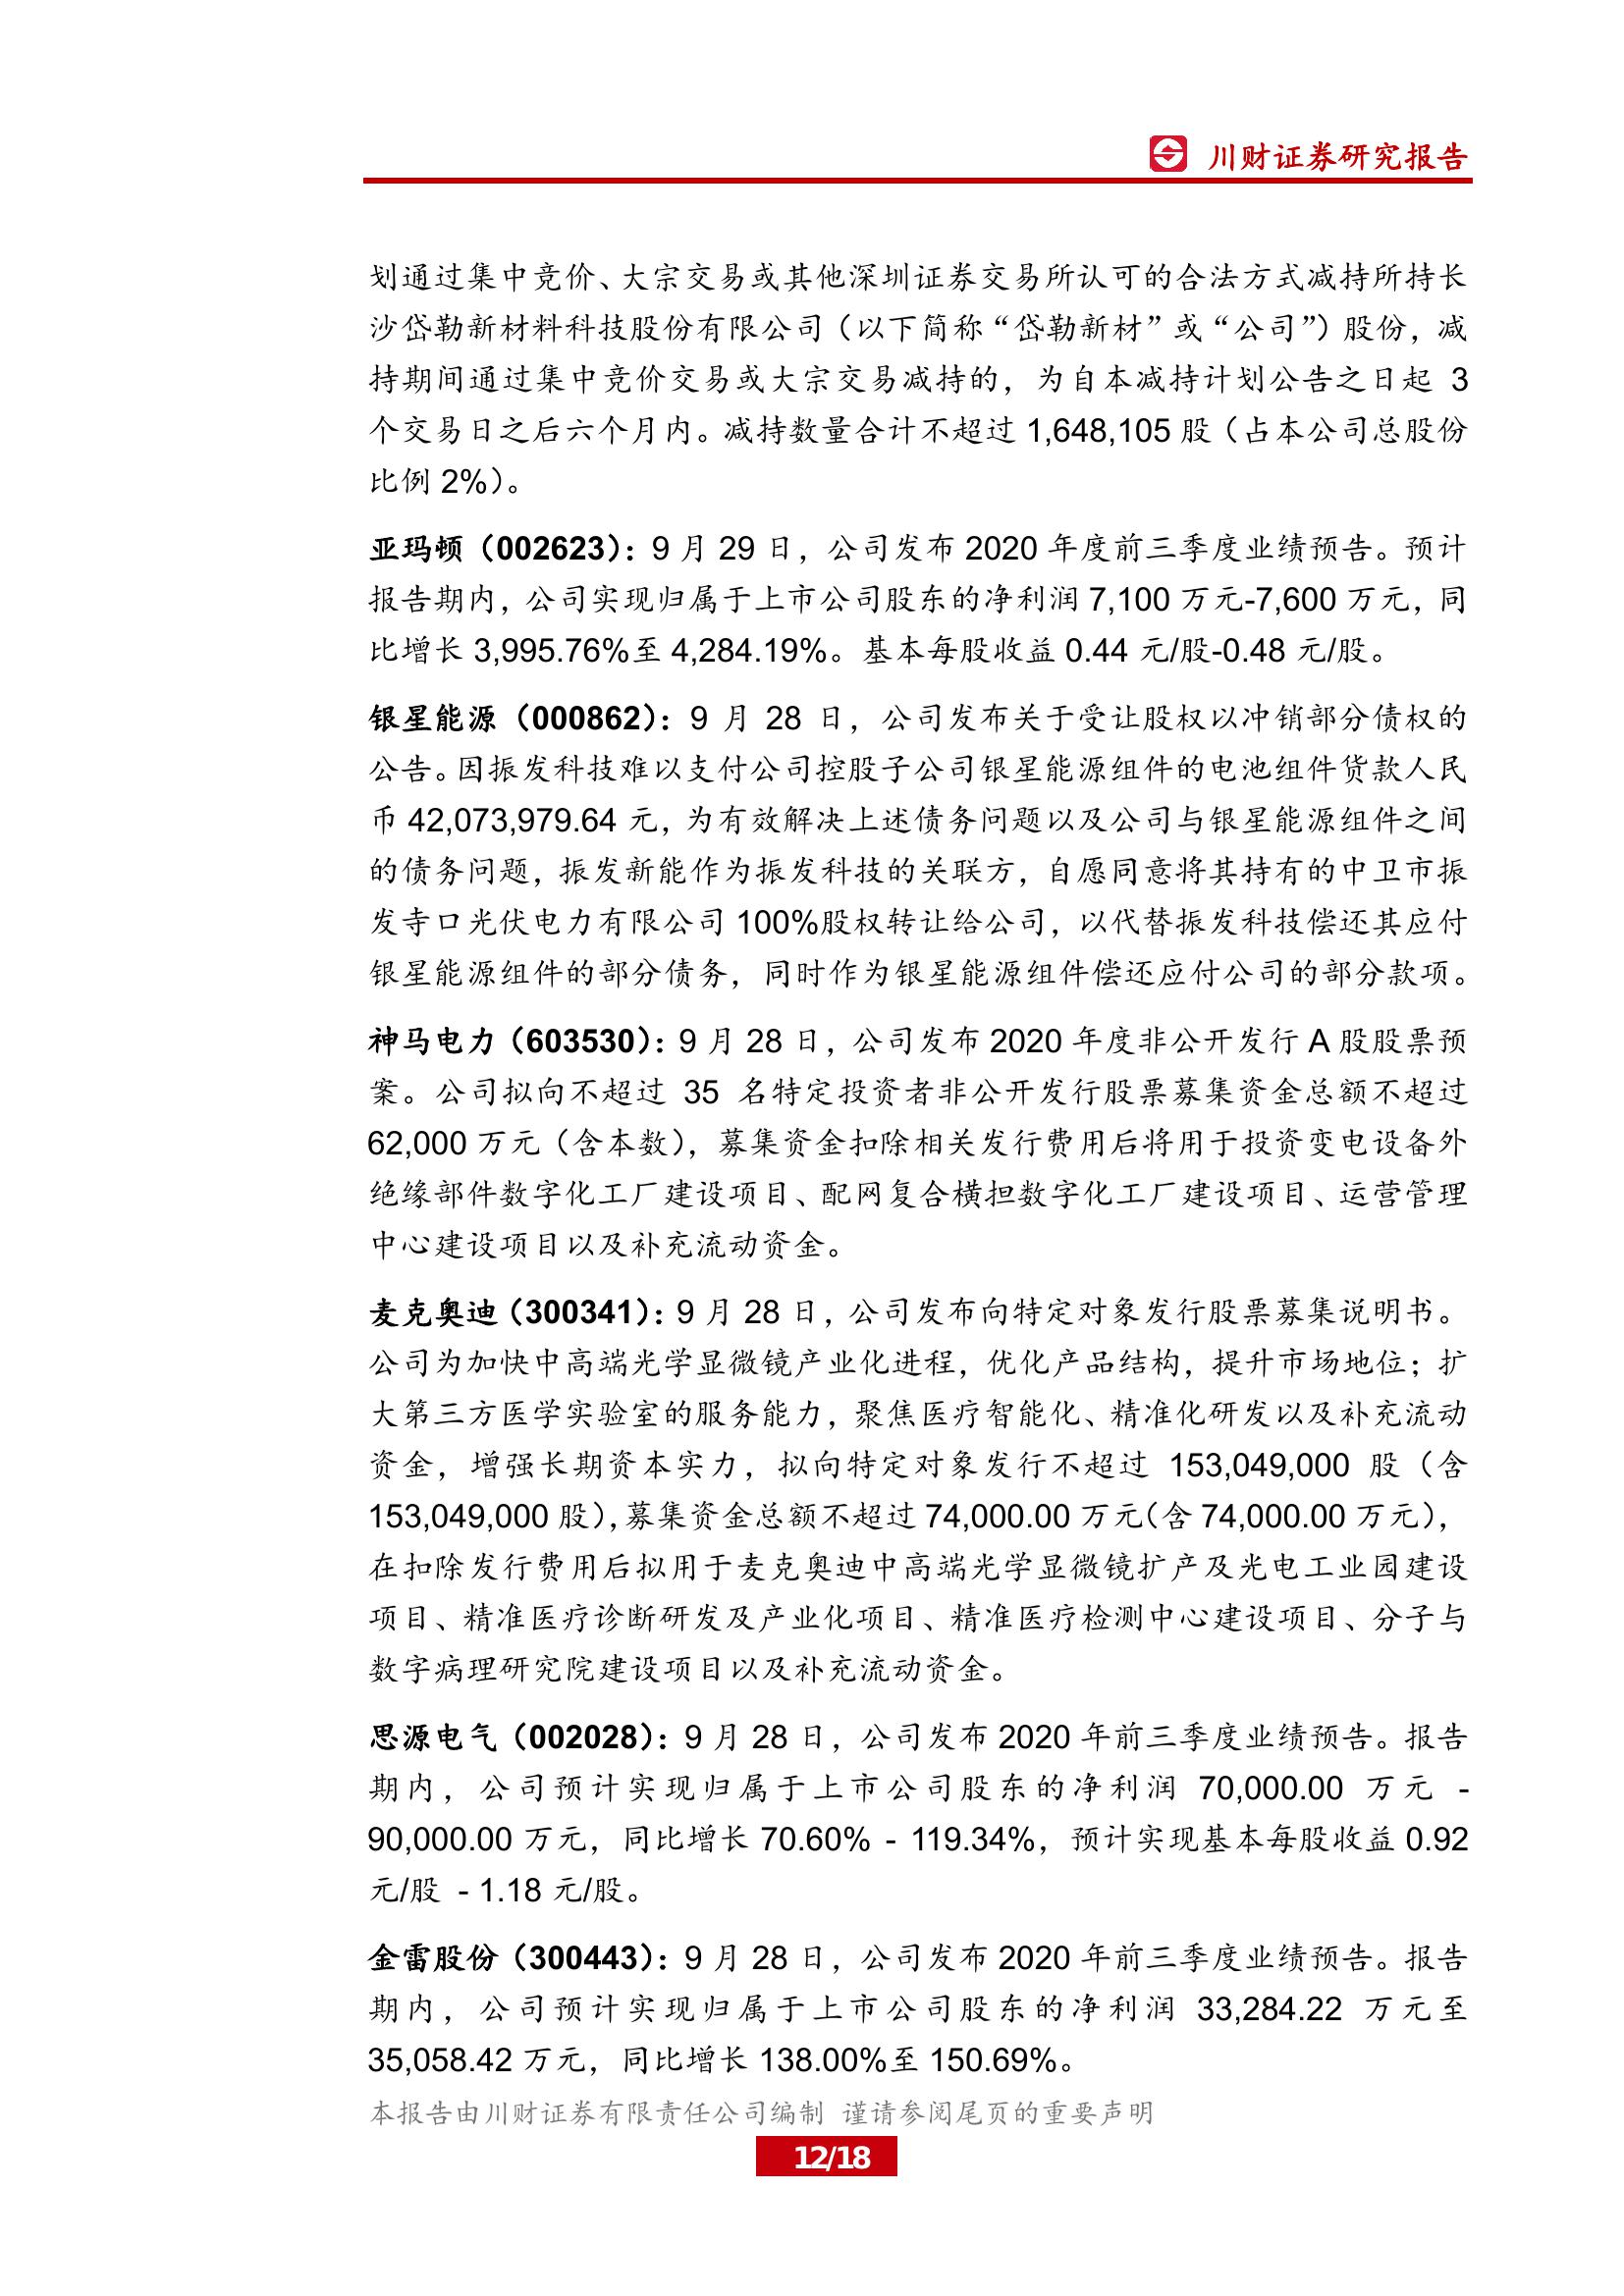 川财证券研究报告
划通过集中竞价、大宗交易或其他深圳证券交易所认可的合法方式减持所持长
沙岱勒新材料科技股份有限公司（以下简称“岱勒新材”或“公司”）股份，减
持期间通过集中竞价交易或大宗交易减持的，为自本减持计划公告之日起 3
个交易日之后六个月内。减持数量合计不超过 1,648,105 股（占本公司总股份
比例 2%）。
亚玛顿（002623）：9 月 29 日，公司发布 2020 年度前三季度业绩预告。预计
报告期内，公司实现归属于上市公司股东的净利润 7,100 万元-7,600 万元，同
比增长 3,995.76%至 4,284.19%。基本每股收益 0.44 元/股-0.48 元/股。
银星能源（000862）：9 月 28 日，公司发布关于受让股权以冲销部分债权的
公告。因振发科技难以支付公司控股子公司银星能源组件的电池组件货款人民
币 42,073,979.64 元，为有效解决上述债务问题以及公司与银星能源组件之间
的债务问题，振发新能作为振发科技的关联方，自愿同意将其持有的中卫市振
发寺口光伏电力有限公司 100%股权转让给公司，以代替振发科技偿还其应付
银星能源组件的部分债务，同时作为银星能源组件偿还应付公司的部分款项。
神马电力（603530）：9 月 28 日，公司发布 2020 年度非公开发行 A 股股票预
案。公司拟向不超过 35 名特定投资者非公开发行股票募集资金总额不超过
62,000 万元（含本数），募集资金扣除相关发行费用后将用于投资变电设备外
绝缘部件数字化工厂建设项目、配网复合横担数字化工厂建设项目、运营管理
中心建设项目以及补充流动资金。
麦克奥迪（300341）：9 月 28 日，公司发布向特定对象发行股票募集说明书。
公司为加快中高端光学显微镜产业化进程，优化产品结构，提升市场地位；扩
大第三方医学实验室的服务能力，聚焦医疗智能化、精准化研发以及补充流动
资金，增强长期资本实力，拟向特定对象发行不超过 153,049,000 股（含
153,049,000 股），募集资金总额不超过 74,000.00 万元（含 74,000.00 万元），
在扣除发行费用后拟用于麦克奥迪中高端光学显微镜扩产及光电工业园建设
项目、精准医疗诊断研发及产业化项目、精准医疗检测中心建设项目、分子与
数字病理研究院建设项目以及补充流动资金。
思源电气（002028）：9 月 28 日，公司发布 2020 年前三季度业绩预告。报告
期内，公司预计实现归属于上市公司股东的净利润 70,000.00 万元 -
90,000.00 万元，同比增长 70.60% - 119.34%，预计实现基本每股收益 0.92
元/股 - 1.18 元/股。
金雷股份（300443）：9 月 28 日，公司发布 2020 年前三季度业绩预告。报告
期内，公司预计实现归属于上市公司股东的净利润 33,284.22 万元至
35,058.42 万元，同比增长 138.00%至 150.69%。
本报告由川财证券有限责任公司编制 谨请参阅尾页的重要声明
12/18